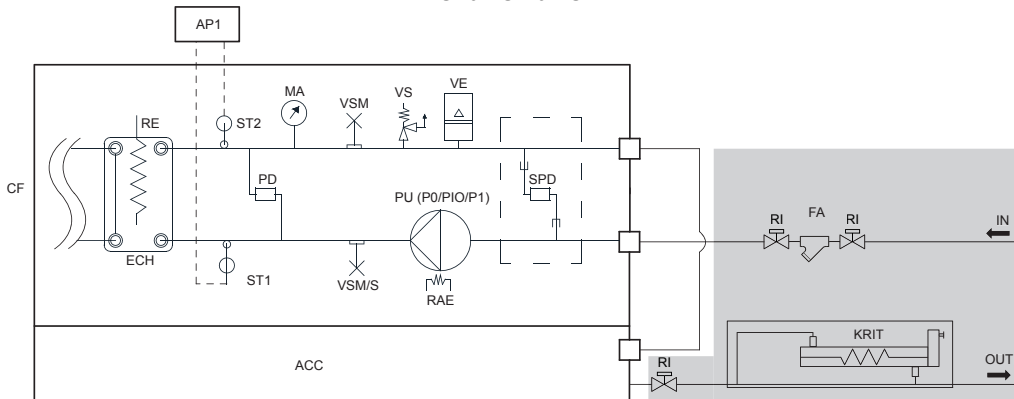 AP1
MA
VSM
VS
VE
RE
ST2
CF
PD
SPD
PU (P0/PIO/P1)
FA
RI
RI
IN
ECH
ST1
VSM/S
RAE
KRIT
ACC
RI
OUT